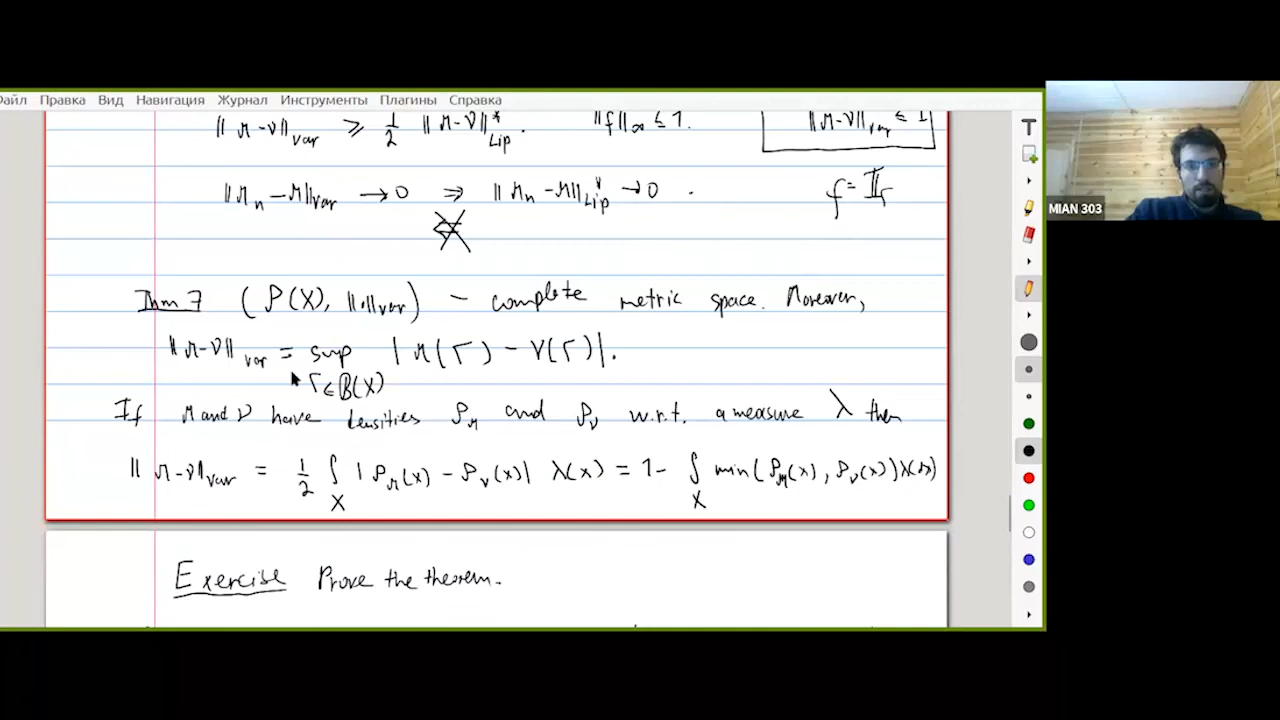 Файл Правка Вид Навигация Журнал Инструменты Плагины Справка
‖μ-ν‖var ≥ 1/2 ‖μ-ν‖*Lip. ‖f‖∞ ≤ 1. ‖μ-ν‖var ≤ 1
‖μn-μ‖var → 0 ⇒ ‖μn-μ‖*Lip → 0. f = 𝕀Γ
⇐
MIAN 303
Thm 7 (P(X), ‖·‖var) - complete metric space. Moreover,
‖μ-ν‖var = sup |μ(Γ) - ν(Γ)|.
Γ∈B(X)
If μ and ν have densities ρμ and ρν w.r.t. a measure λ then
‖μ-ν‖var = 1/2 ∫X |ρμ(x) - ρν(x)| λ(x) = 1- ∫X min(ρμ(x), ρν(x))λ(dx)
Exercise Prove the theorem.